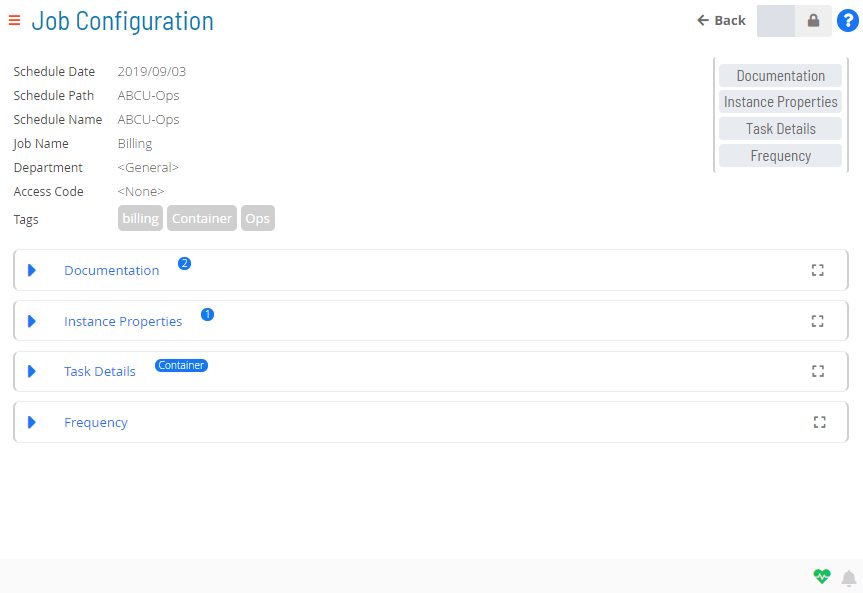 Job Configuration
Back
?
Schedule Date 2019/09/03
Schedule Path ABCU-Ops
Schedule Name ABCU-Ops
Job Name Billing
Department <General>
Access Code <None>
Tags billing Container Ops
Documentation
Instance Properties
Task Details
Frequency
Documentation 2
Instance Properties 1
Task Details Container
Frequency